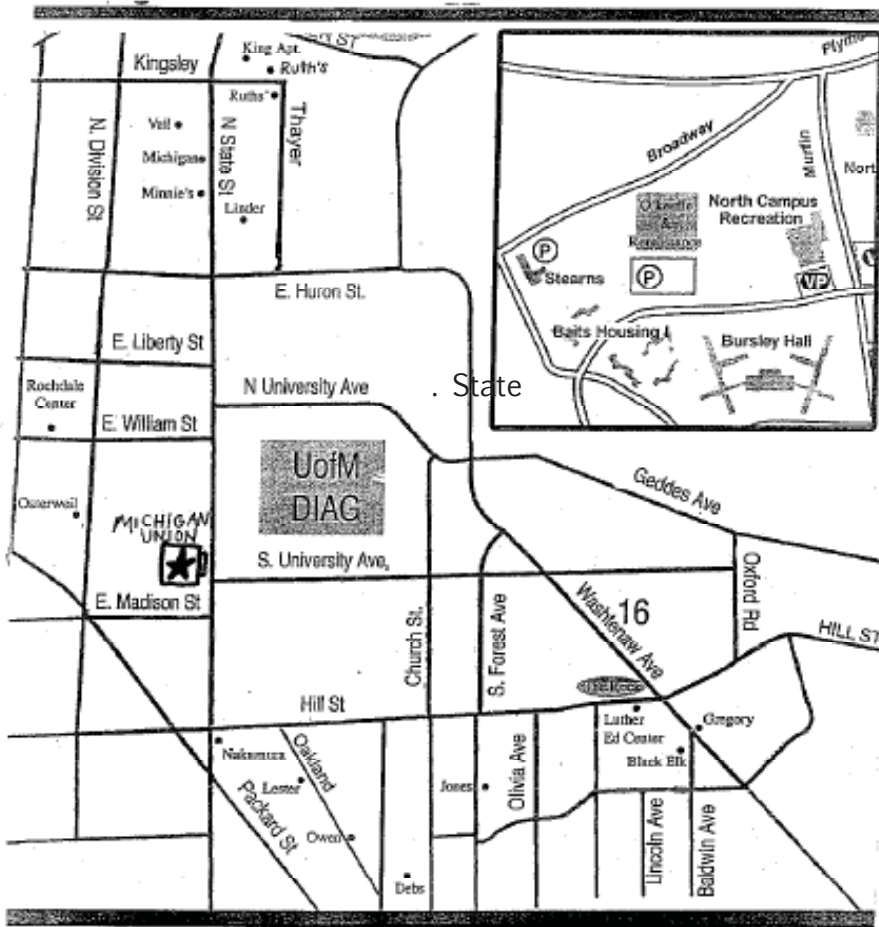 King Apt.
Kingsley
Ruth's
Ruths'
Thayer
N. Division St
Vail
N State St
Michigan
Minnie's
Linder
E. Huron St.
E. Liberty St
N University Ave
. State
Rochdale
Center
E. William St
UofM
DIAG
Osterweil
MICHIGAN
UNION
S. University Ave,
E. Madison St
Church St.
S. Forest Ave
Washtenaw Ave
16
Geddes Ave
Oxford Rd
HILL ST
Hill St
Luther
Ed Center
Gregory
Black Elk
Nakamura
Oakland
Lester
Packard St
Owen
Jones
Olivia Ave
Lincoln Ave
Baldwin Ave
Debs
Broadway
Murfin
Nort
North Campus
Recreation
P
Stearns
P
VP
Baits Housing I
Bursley Hall